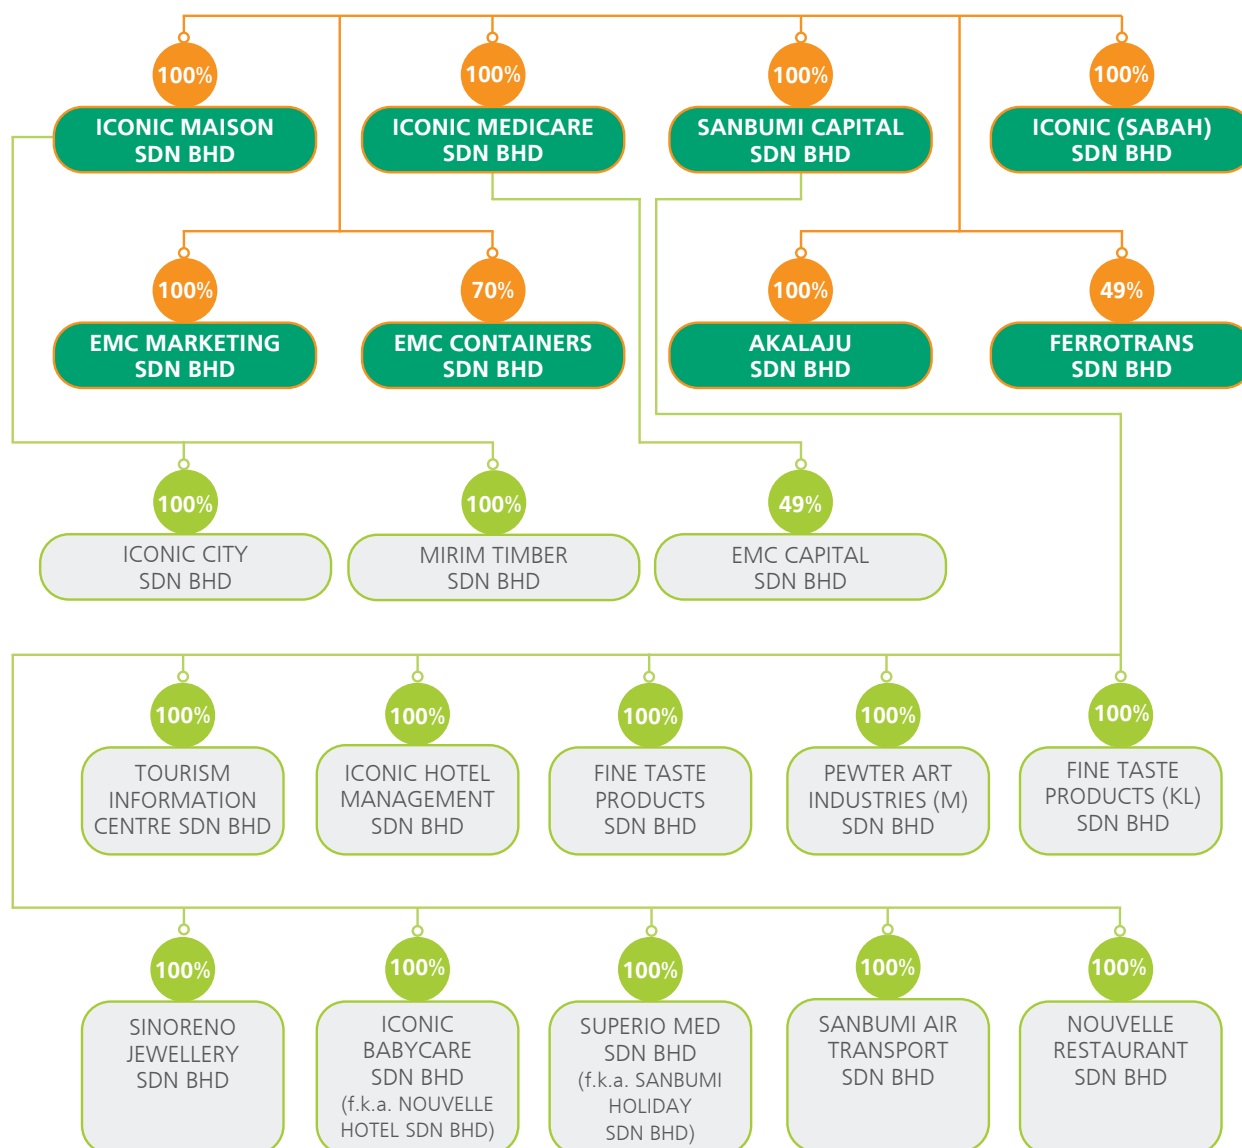 100%
100%
100%
100%
ICONIC MAISON
SDN BHD
ICONIC MEDICARE
SDN BHD
SANBUMI CAPITAL
SDN BHD
ICONIC (SABAH)
SDN BHD
100%
70%
100%
49%
EMC MARKETING
SDN BHD
EMC CONTAINERS
SDN BHD
AKALAJU
SDN BHD
FERROTRANS
SDN BHD
100%
100%
49%
ICONIC CITY
SDN BHD
MIRIM TIMBER
SDN BHD
EMC CAPITAL
SDN BHD
100%
100%
100%
100%
100%
TOURISM
INFORMATION
CENTRE SDN BHD
ICONIC HOTEL
MANAGEMENT
SDN BHD
FINE TASTE
PRODUCTS
SDN BHD
PEWTER ART
INDUSTRIES (M)
SDN BHD
FINE TASTE
PRODUCTS (KL)
SDN BHD
100%
100%
100%
100%
100%
SINORENO
JEWELLERY
SDN BHD
ICONIC
BABYCARE
SDN BHD
(f.k.a. NOUVELLE
HOTEL SDN BHD)
SUPERIO MED
SDN BHD
(f.k.a. SANBUMI
HOLIDAY
SDN BHD)
SANBUMI AIR
TRANSPORT
SDN BHD
NOUVELLE
RESTAURANT
SDN BHD